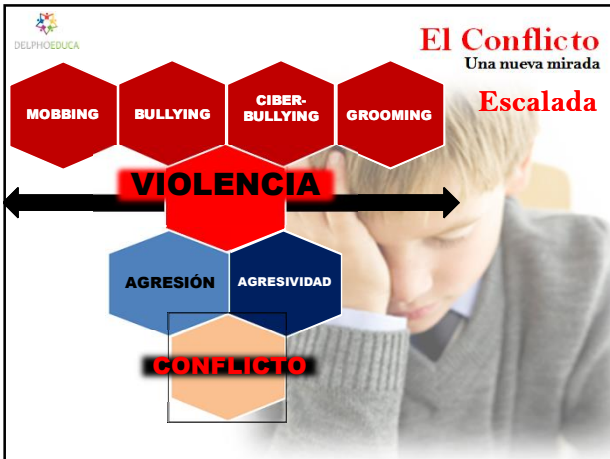 DELPHOEDUCA
El Conflicto
Una nueva mirada
Escalada
MOBBING
BULLYING
CIBER-
BULLYING
GROOMING
VIOLENCIA
AGRESIÓN
AGRESIVIDAD
CONFLICTO